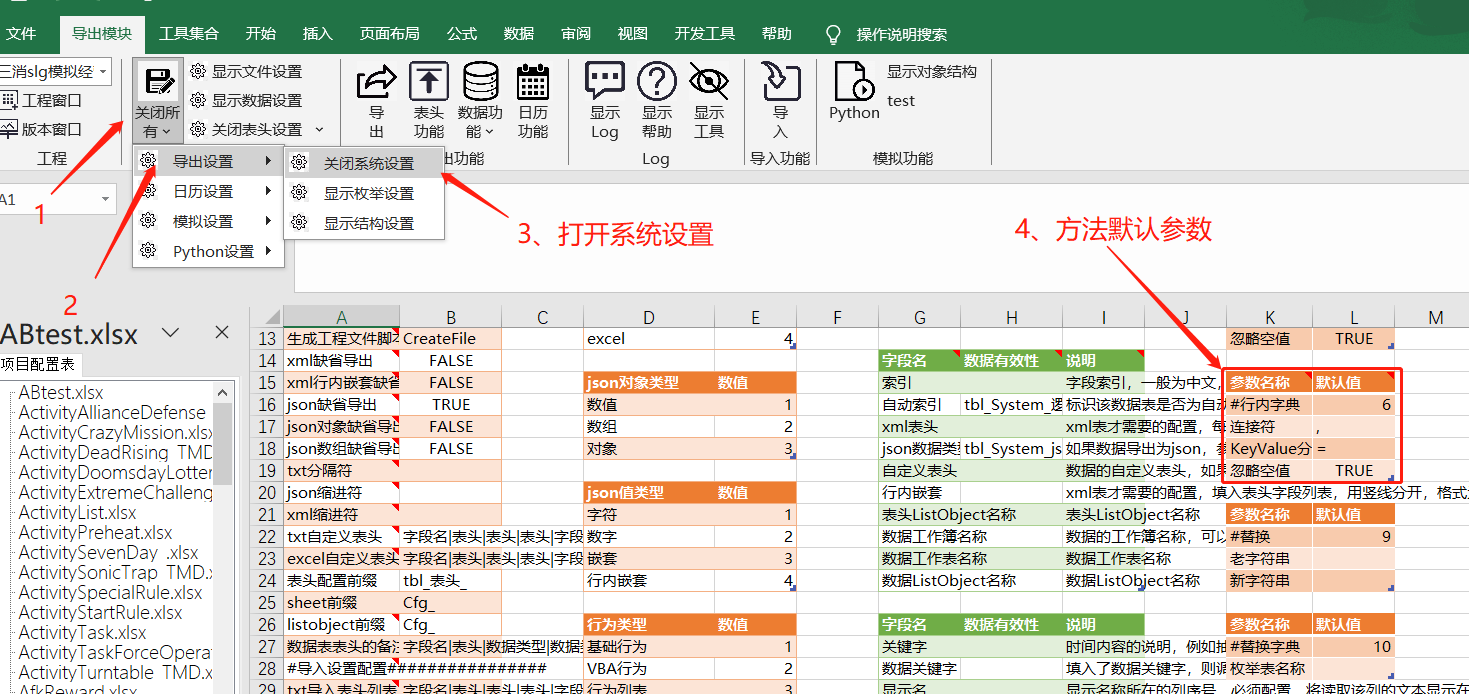 文件 导出模块 工具集合 开始 插入 页面布局 公式 数据 审阅 视图 开发工具 帮助 操作说明搜索
三消slg模拟经
工程窗口
版本窗口
工程
关闭所有
显示文件设置
显示数据设置
关闭表头设置
导出
表头功能
数据功能
日历功能
出功能
显示Log
显示帮助
显示工具
Log
导入
导入功能
Python
显示对象结构
test
模拟功能
导出设置
日历设置
模拟设置
Python设置
关闭系统设置
显示枚举设置
显示结构设置
1
2
3、打开系统设置
4、方法默认参数
A1
ABtest.xlsx
项目配置表
ABtest.xlsx
ActivityAllianceDefense
ActivityCrazyMission.xlsx
ActivityDeadRising_TMD
ActivityDoomsdayLotter
ActivityExtremeChalleng
ActivityList.xlsx
ActivityPreheat.xlsx
ActivitySevenDay_.xlsx
ActivitySonicTrap_TMD.x
ActivitySpecialRule.xlsx
ActivityStartRule.xlsx
ActivityTask.xlsx
ActivityTaskForceOpera
ActivityTurntable_TMD.x
AfkReward.xlsx
A B C D E F G H I J K L M
13 生成工程文件脚本 CreateFile excel 4 忽略空值 TRUE
14 xml缺省导出 FALSE 字段名 数据有效性 说明
15 xml行内嵌套缺省 FALSE json对象类型 数值 索引 字段索引，一般为中文， 参数名称 默认值
16 json缺省导出 TRUE 数值 1 自动索引 tbl_System_逻 标识该数据表是否为自动 #行内字典 6
17 json对象缺省导出 FALSE 数组 2 xml表头 xml表才需要的配置，每 连接符 ,
18 json数组缺省导出 FALSE 对象 3 json数据类型 tbl_System_js 如果数据导出为json， KeyValue分 =
19 txt分隔符 自定义表头 数据的自定义表头，如果 忽略空值 TRUE
20 json缩进符 json值类型 数值 行内嵌套 xml表才需要的配置，填入表头字段列表，用竖线分开，格式
21 xml缩进符 字符 1 表头ListObject名称 表头ListObject名称 参数名称 默认值
22 txt自定义表头 字段名|表头|表头|表头|字段 数字 2 数据工作簿名称 数据的工作簿名称，可以 #替换 9
23 excel自定义表头 字段名|表头|表头|表头|字段 嵌套 3 数据工作表名称 数据工作表名称 老字符串
24 表头配置前缀 tbl_表头_ 行内嵌套 4 数据ListObject名称 数据ListObject名称 新字符串
25 sheet前缀 Cfg_
26 listobject前缀 Cfg_ 行为类型 数值 字段名 数据有效性 说明 参数名称 默认值
27 数据表表头的备注 字段名|表头|数据类型|数据 基础行为 1 关键字 时间内容的说明，例如抽 #替换字典 10
28 #导入设置配置################ VBA行为 2 数据关键字 填入了数据关键字，则调 枚举表名称
29 txt导入表头列表 字段名|表头|表头|表头|字段 行为列表 3 显示名 显示名称所在的列序号，必须配置，将读取该列的文本显示在